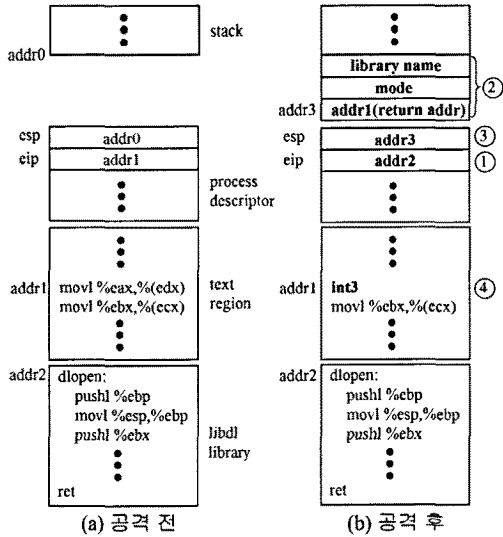 addr0
stack
esp
addr0
eip
addr1
process
descriptor
addr1
movl %eax,%(edx)
movl %ebx,%(ecx)
text
region
addr2
dlopen:
pushl %ebp
movl %esp,%ebp
pushl %ebx
ret
libdl
library
(a) 공격 전
library name
mode
addr3
addr1(return addr)
②
esp
addr3
③
eip
addr2
①
addr1
int3
movl %ebx,%(ecx)
④
addr2
dlopen:
pushl %ebp
movl %esp,%ebp
pushl %ebx
ret
(b) 공격 후